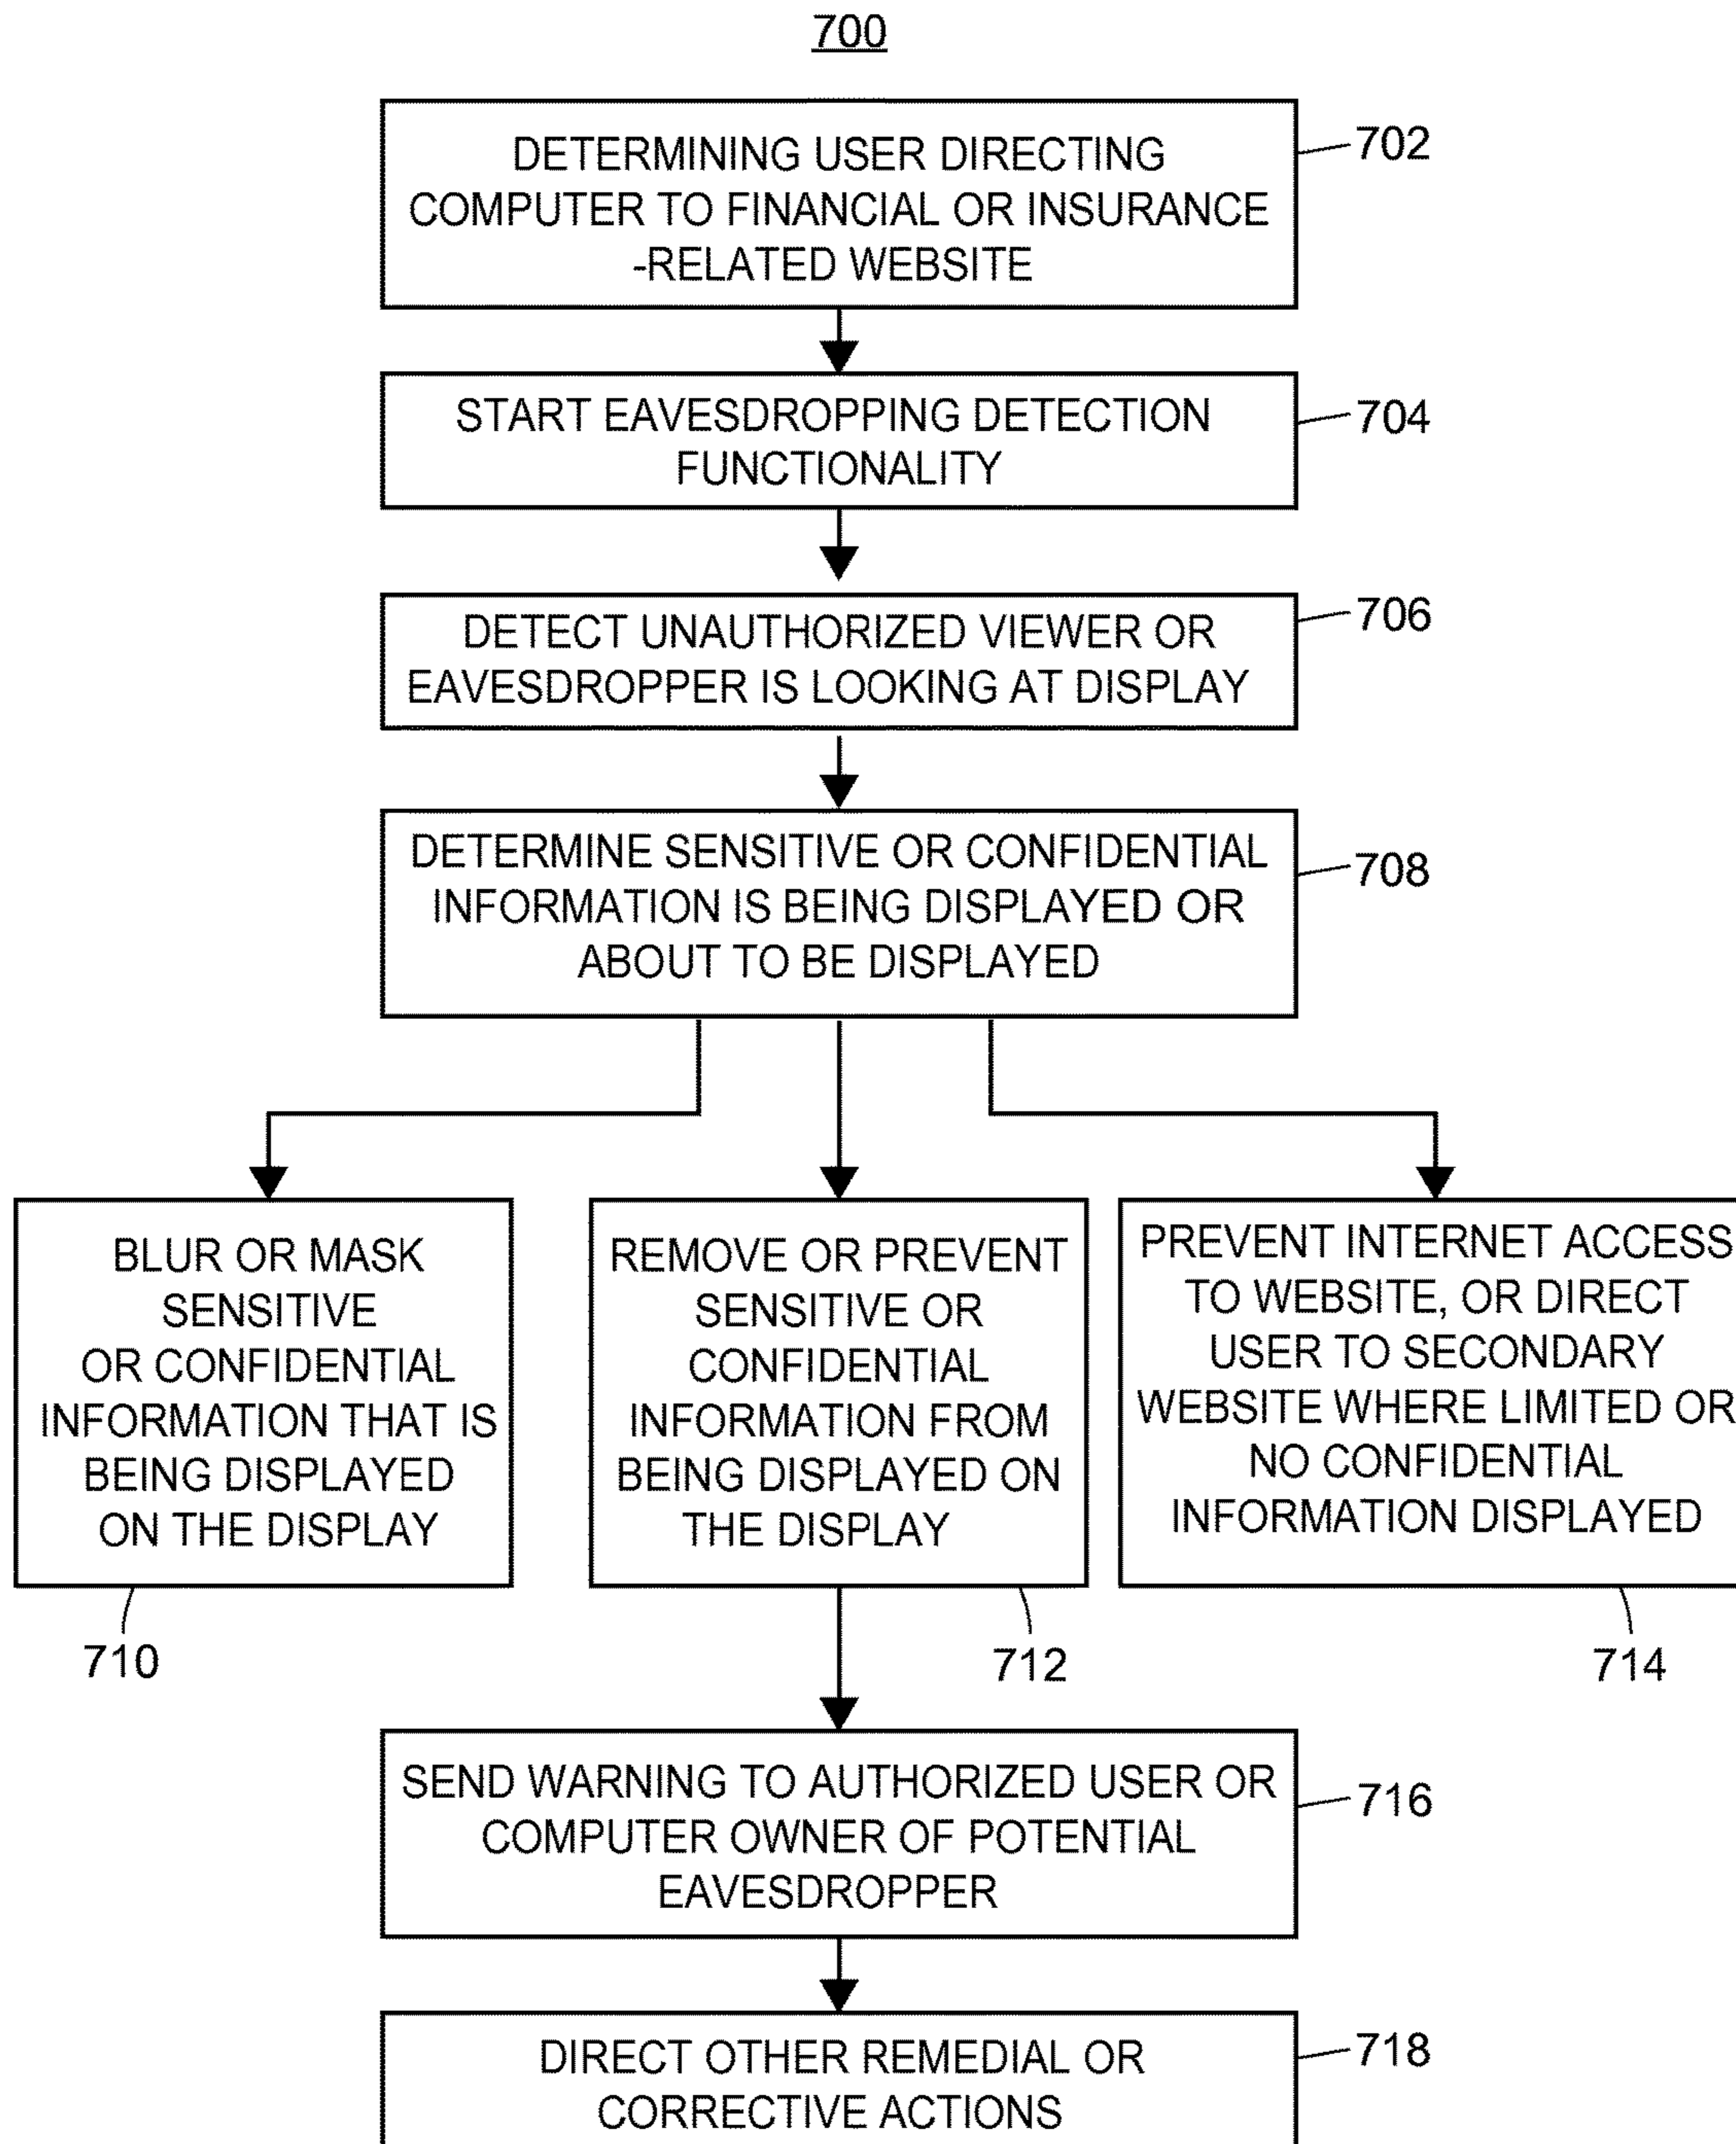 700
DETERMINING USER DIRECTING
COMPUTER TO FINANCIAL OR INSURANCE
-RELATED WEBSITE
702
START EAVESDROPPING DETECTION
FUNCTIONALITY
704
DETECT UNAUTHORIZED VIEWER OR
EAVESDROPPER IS LOOKING AT DISPLAY
706
DETERMINE SENSITIVE OR CONFIDENTIAL
INFORMATION IS BEING DISPLAYED OR
ABOUT TO BE DISPLAYED
708
BLUR OR MASK
SENSITIVE
OR CONFIDENTIAL
INFORMATION THAT IS
BEING DISPLAYED
ON THE DISPLAY
710
REMOVE OR PREVENT
SENSITIVE OR
CONFIDENTIAL
INFORMATION FROM
BEING DISPLAYED ON
THE DISPLAY
712
PREVENT INTERNET ACCESS
TO WEBSITE, OR DIRECT
USER TO SECONDARY
WEBSITE WHERE LIMITED OR
NO CONFIDENTIAL
INFORMATION DISPLAYED
714
SEND WARNING TO AUTHORIZED USER OR
COMPUTER OWNER OF POTENTIAL
EAVESDROPPER
716
DIRECT OTHER REMEDIAL OR
CORRECTIVE ACTIONS
718